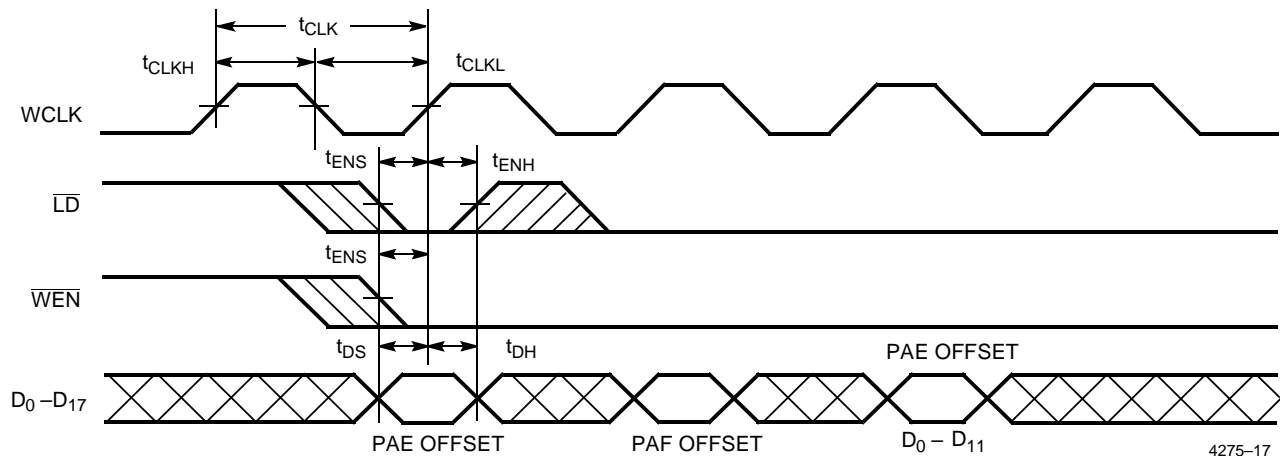 tCLK
tCLKH
tCLKL
WCLK
tENS
tENH
LD
tENS
WEN
tDS
tDH
PAE OFFSET
D0 –D17
PAE OFFSET
PAF OFFSET
D0 – D11
4275–17